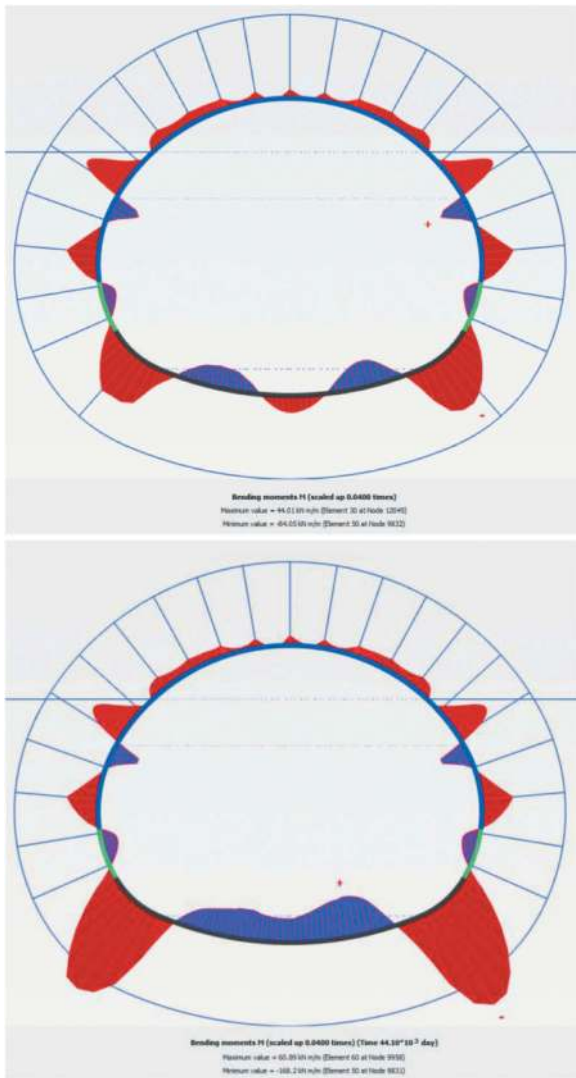 Bending moments M (scaled up 0.0400 times)
Maximum value = 44.01 kN m/m (Element 30 at Node 12045)
Minimum value = -84.05 kN m/m (Element 50 at Node 9832)
Bending moments M (scaled up 0.0400 times) (Time 44.10*10⁻³ day)
Maximum value = 60.89 kN m/m (Element 60 at Node 9958)
Minimum value = -168.2 kN m/m (Element 50 at Node 9831)